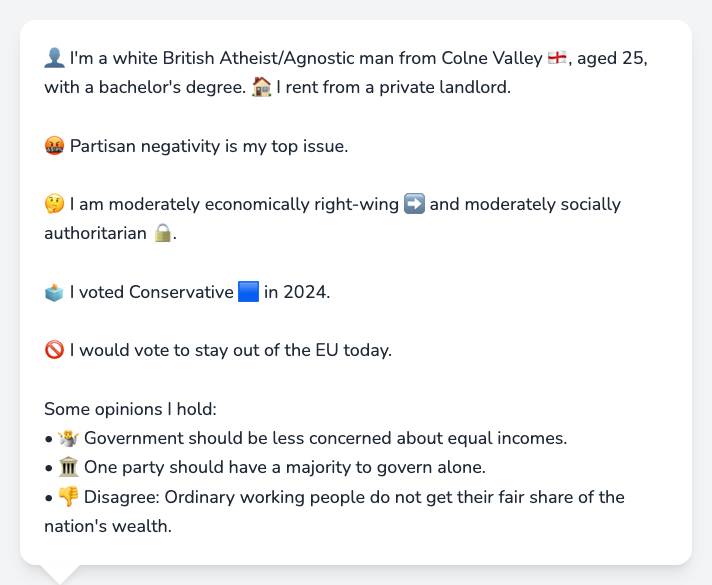 👤 I'm a white British Atheist/Agnostic man from Colne Valley 🏴󠁧󠁢󠁥󠁮󠁧󠁿, aged 25,
with a bachelor's degree. 🏠 I rent from a private landlord.
🤬 Partisan negativity is my top issue.
🤔 I am moderately economically right-wing ➡️ and moderately socially
authoritarian 🔒.
🗳️ I voted Conservative 🟦 in 2024.
🚫 I would vote to stay out of the EU today.
Some opinions I hold:
• 🤷 Government should be less concerned about equal incomes.
• 🏛️ One party should have a majority to govern alone.
• 👎 Disagree: Ordinary working people do not get their fair share of the
nation's wealth.